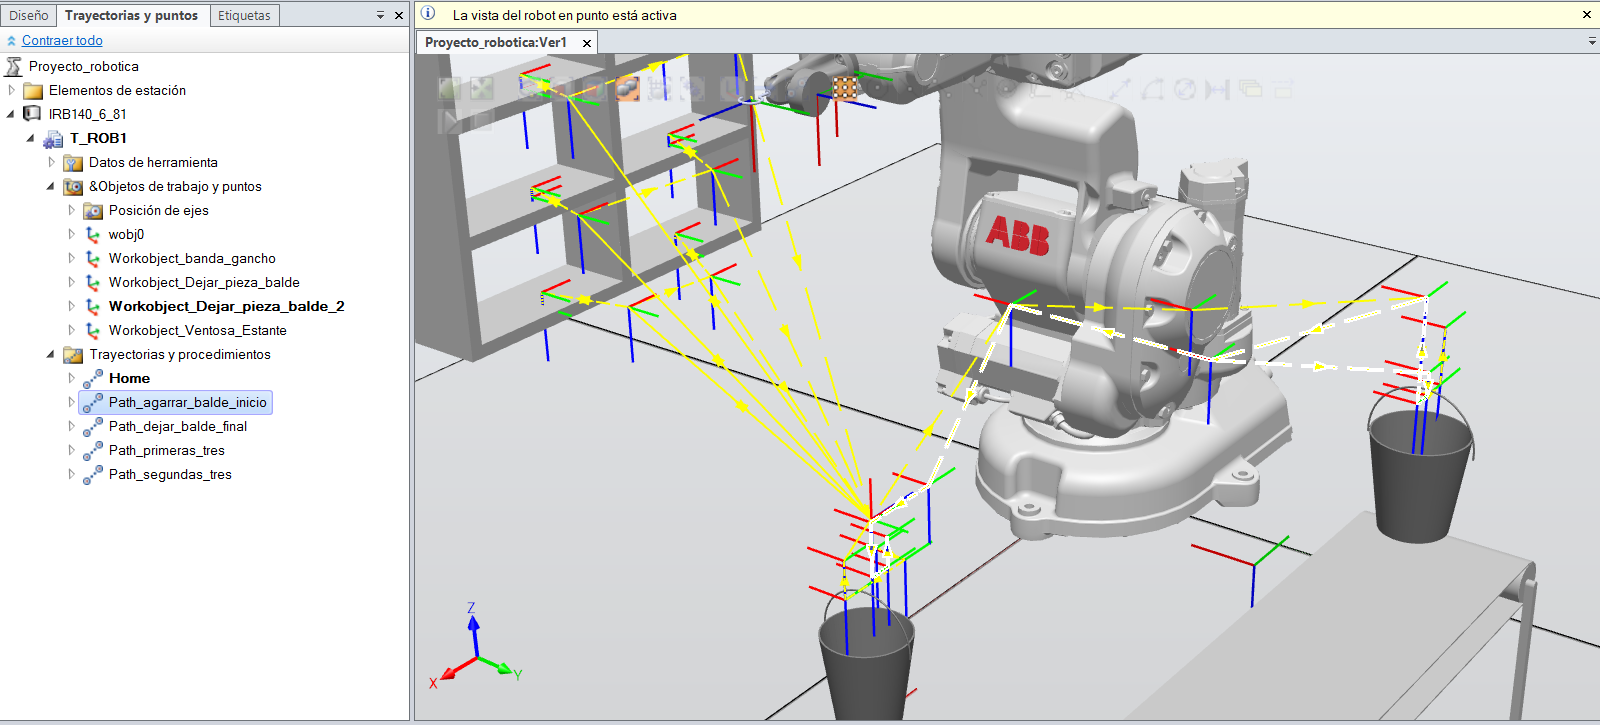 Diseño
Trayectorias y puntos
Etiquetas
Contraer todo
Proyecto_robotica
Elementos de estación
IRB140_6_81
T_ROB1
Datos de herramienta
&Objetos de trabajo y puntos
Posición de ejes
wobj0
Workobject_banda_gancho
Workobject_Dejar_pieza_balde
Workobject_Dejar_pieza_balde_2
Workobject_Ventosa_Estante
Trayectorias y procedimientos
Home
Path_agarrar_balde_inicio
Path_dejar_balde_final
Path_primeras_tres
Path_segundas_tres
La vista del robot en punto está activa
Proyecto_robotica:Ver1
ABB
Z
X
Y